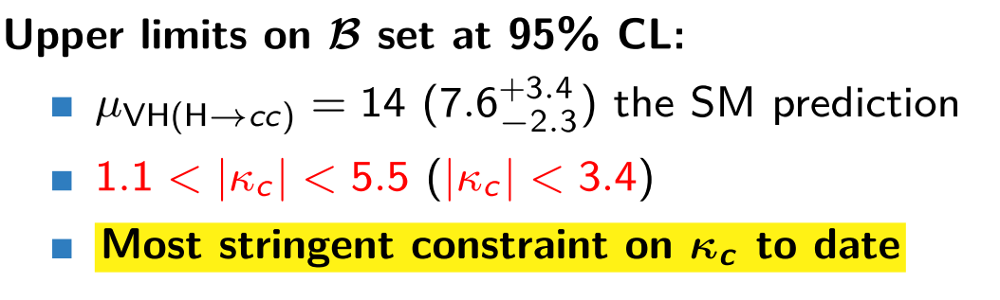 Upper limits on 𝓑 set at 95% CL:
■ μ_VH(H→cc) = 14 (7.6^{+3.4}_{−2.3}) the SM prediction
■ 1.1 < |κ_c| < 5.5 (|κ_c| < 3.4)
■ Most stringent constraint on κ_c to date